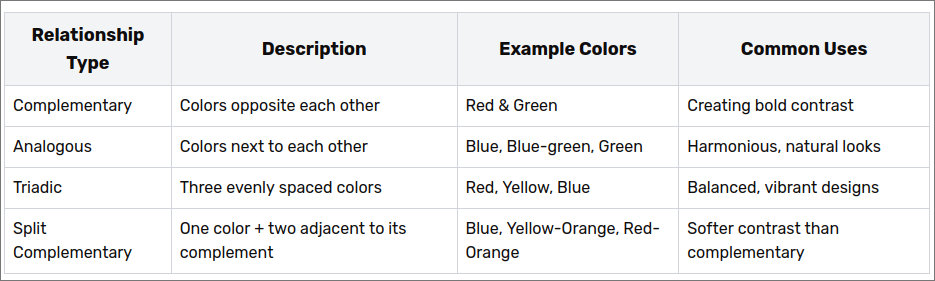 Relationship Type Description Example Colors Common Uses
Complementary Colors opposite each other Red & Green Creating bold contrast
Analogous Colors next to each other Blue, Blue-green, Green Harmonious, natural looks
Triadic Three evenly spaced colors Red, Yellow, Blue Balanced, vibrant designs
Split One color + two adjacent to its Blue, Yellow-Orange, Red- Softer contrast than
Complementary complement Orange complementary